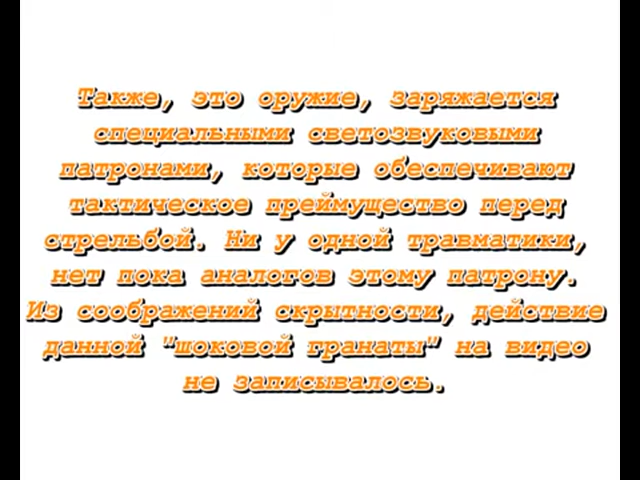 Также, это оружие, заряжается
специальными светозвуковыми
патронами, которые обеспечивают
тактическое преймущество перед
стрельбой. Ни у одной травматики,
нет пока аналогов этому патрону.
Из соображений скрытности, действие
данной "шоковой гранаты" на видео
не записывалось.